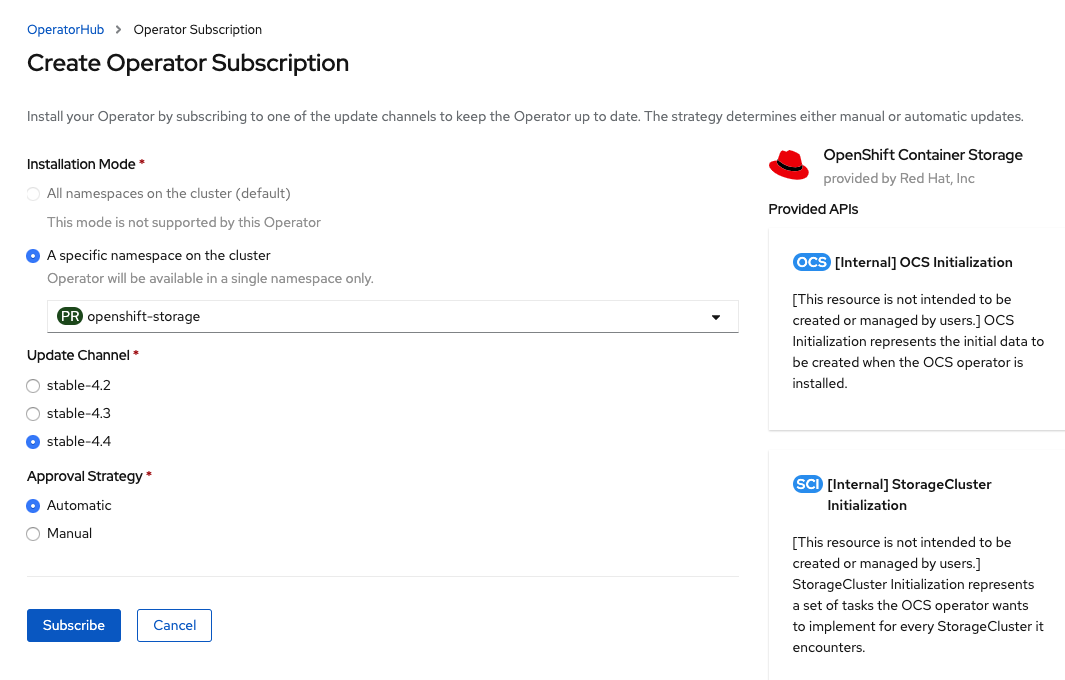 OperatorHub > Operator Subscription
Create Operator Subscription
Install your Operator by subscribing to one of the update channels to keep the Operator up to date. The strategy determines either manual or automatic updates.
Installation Mode *
All namespaces on the cluster (default)
This mode is not supported by this Operator
A specific namespace on the cluster
Operator will be available in a single namespace only.
PR openshift-storage
Update Channel *
stable-4.2
stable-4.3
stable-4.4
Approval Strategy *
Automatic
Manual
Subscribe Cancel
OpenShift Container Storage
provided by Red Hat, Inc
Provided APIs
OCS [Internal] OCS Initialization
[This resource is not intended to be
created or managed by users.] OCS
Initialization represents the initial data to
be created when the OCS operator is
installed.
SCI [Internal] StorageCluster
Initialization
[This resource is not intended to be
created or managed by users.]
StorageCluster Initialization represents
a set of tasks the OCS operator wants
to implement for every StorageCluster it
encounters.